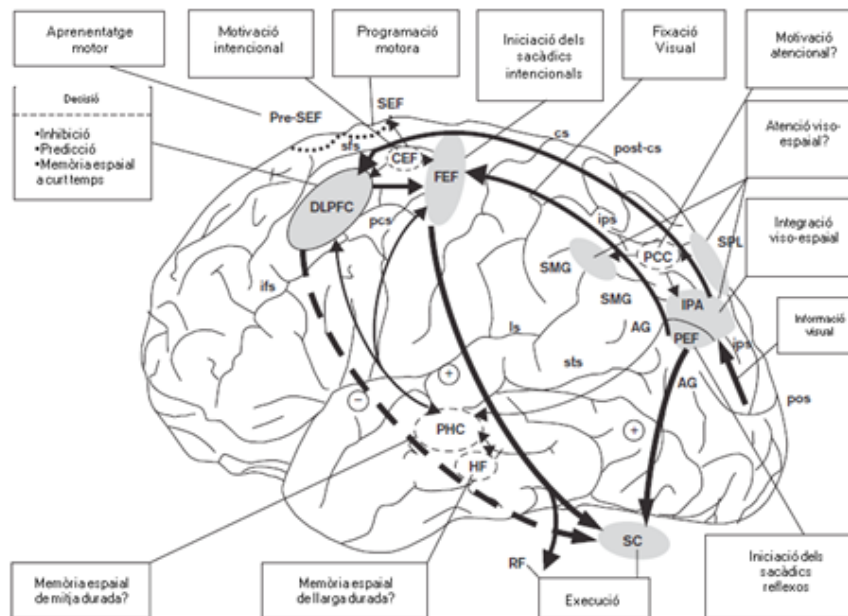 Aprenentatge
motor
Motivació
intencional
Programació
motora
Iniciació dels
sacàdics
intencionals
Fixació
Visual
Motivació
atencional?
Decisió
•Inhibició
•Predicció
•Memòria espaial
a curt temps
Atenció viso-
espaial?
Integració
viso-espaial
Informació
visual
Pre-SEF
SEF
sfs
CEF
FEF
cs
post-cs
DLPFC
pcs
ips
SMG
PCC
SPL
ifs
SMG
IPA
ls
AG
PEF
ips
sts
AG
pos
+
−
PHC
+
HF
SC
RF
Memòria espaial
de mitja durada?
Memòria espaial
de llarga durada?
Execució
Iniciació dels
sacàdics
reflexos